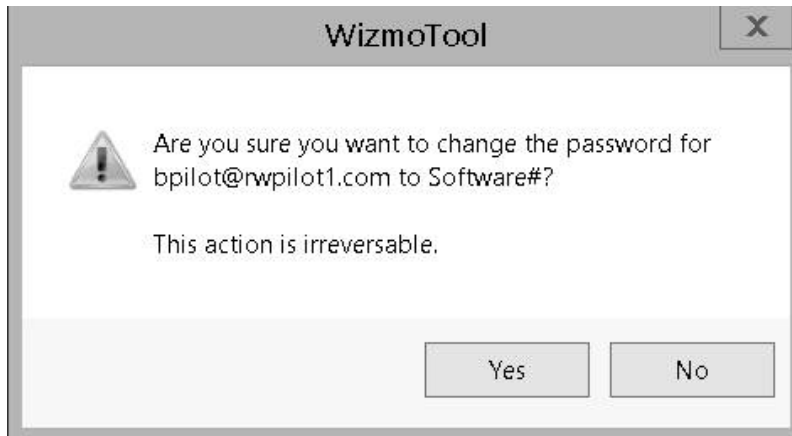 WizmoTool
X
Are you sure you want to change the password for
bpilot@rwpilot1.com to Software#?
This action is irreversable.
Yes No